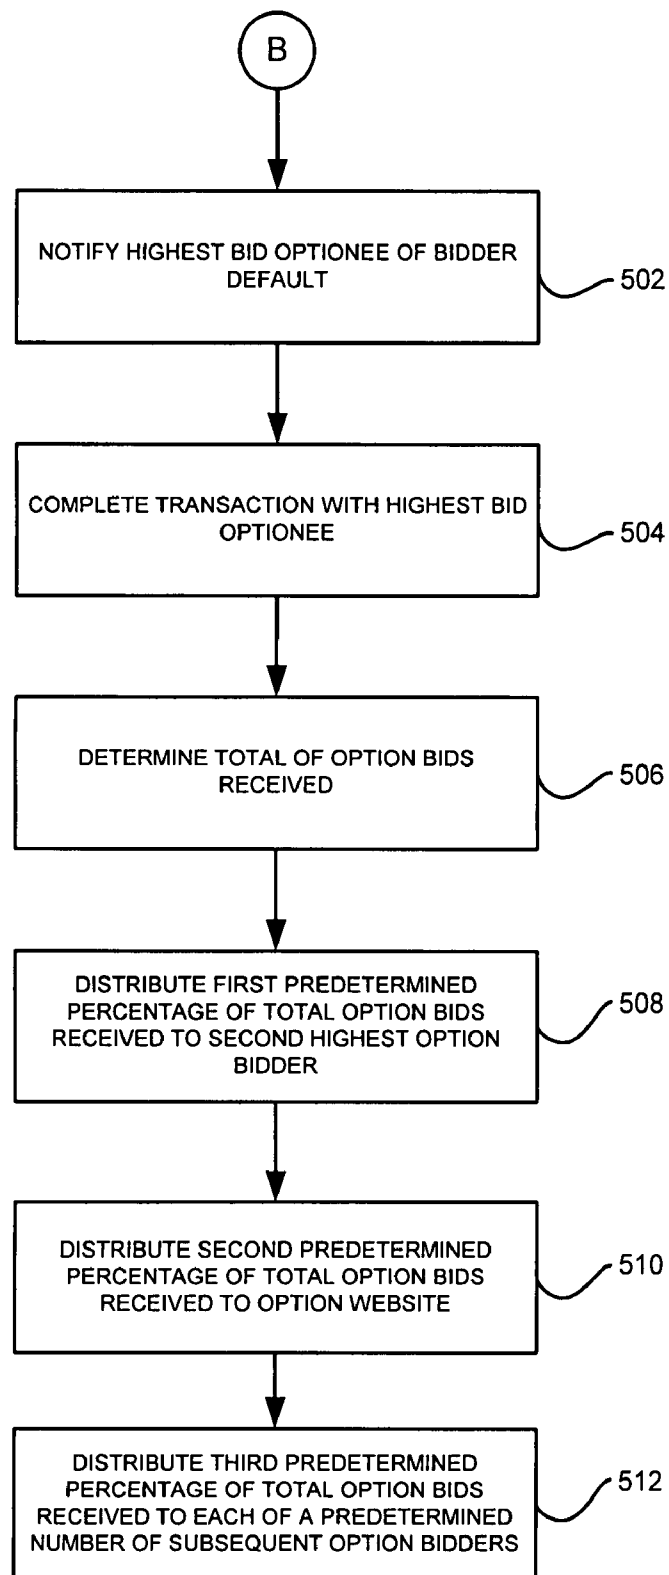 B
NOTIFY HIGHEST BID OPTIONEE OF BIDDER
DEFAULT
502
COMPLETE TRANSACTION WITH HIGHEST BID
OPTIONEE
504
DETERMINE TOTAL OF OPTION BIDS
RECEIVED
506
DISTRIBUTE FIRST PREDETERMINED
PERCENTAGE OF TOTAL OPTION BIDS
RECEIVED TO SECOND HIGHEST OPTION
BIDDER
508
DISTRIBUTE SECOND PREDETERMINED
PERCENTAGE OF TOTAL OPTION BIDS
RECEIVED TO OPTION WEBSITE
510
DISTRIBUTE THIRD PREDETERMINED
PERCENTAGE OF TOTAL OPTION BIDS
RECEIVED TO EACH OF A PREDETERMINED
NUMBER OF SUBSEQUENT OPTION BIDDERS
512